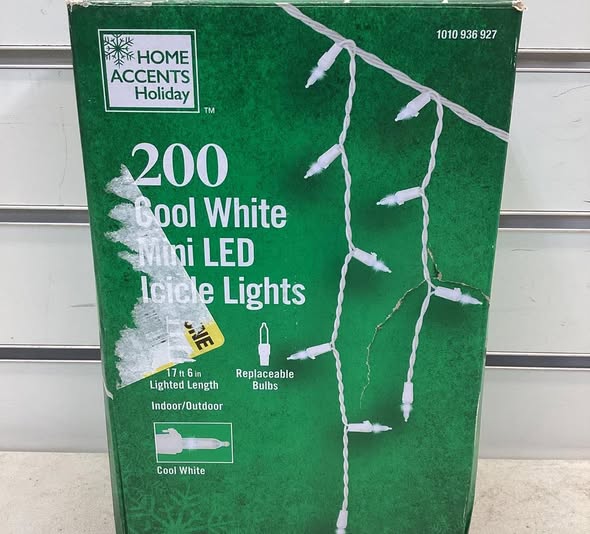 HOME
ACCENTS
Holiday
TM
1010 936 927
200
Cool White
Mini LED
Icicle Lights
17 ft 6 in
Lighted Length
Replaceable
Bulbs
Indoor/Outdoor
Cool White